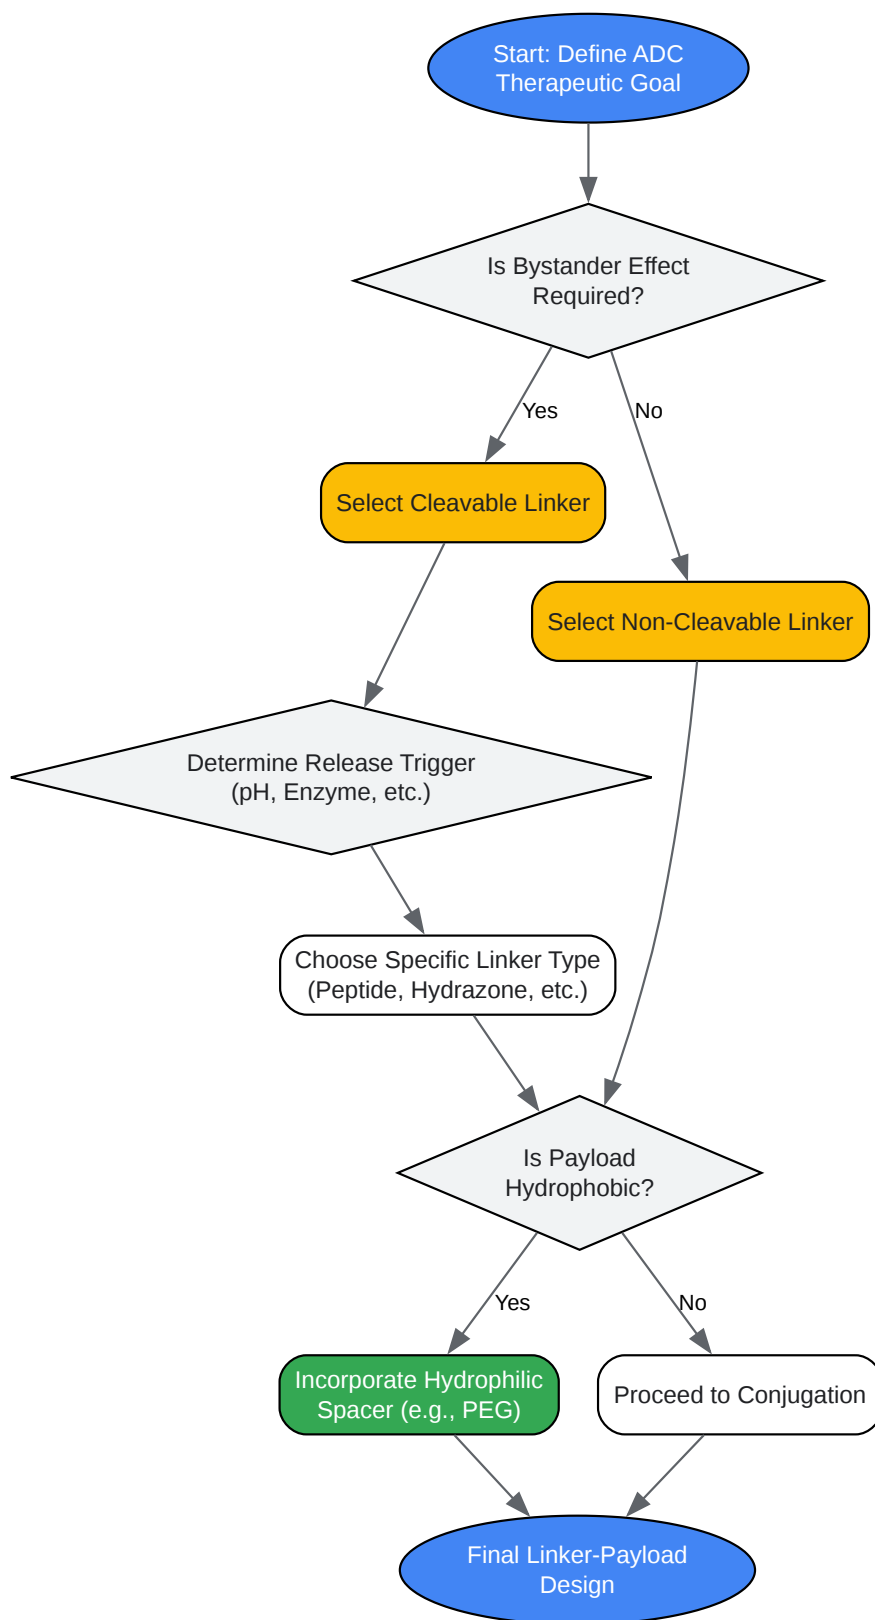 Start: Define ADC
Therapeutic Goal
Is Bystander Effect
Required?
Yes
No
Select Cleavable Linker
Select Non-Cleavable Linker
Determine Release Trigger
(pH, Enzyme, etc.)
Choose Specific Linker Type
(Peptide, Hydrazone, etc.)
Is Payload
Hydrophobic?
Yes
No
Incorporate Hydrophilic
Spacer (e.g., PEG)
Proceed to Conjugation
Final Linker-Payload
Design